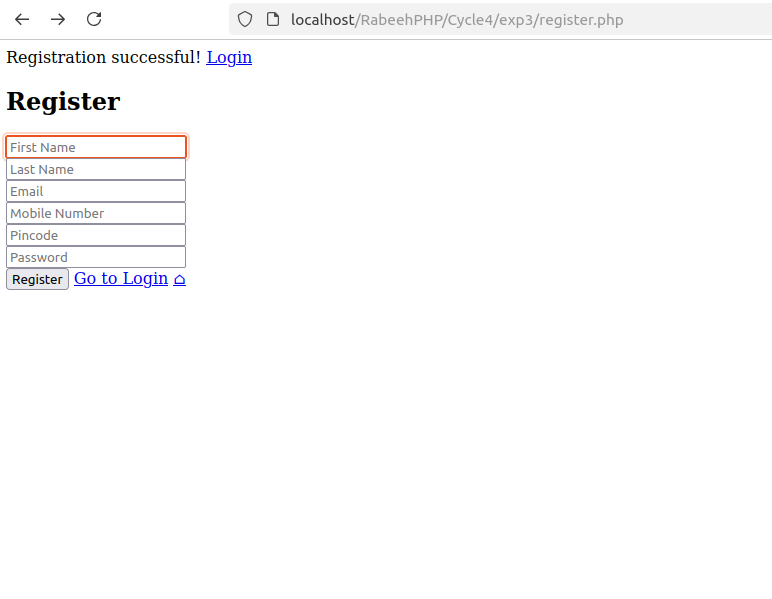 localhost/RabeehPHP/Cycle4/exp3/register.php
Registration successful! Login
Register
First Name
Last Name
Email
Mobile Number
Pincode
Password
Register Go to Login ⌂